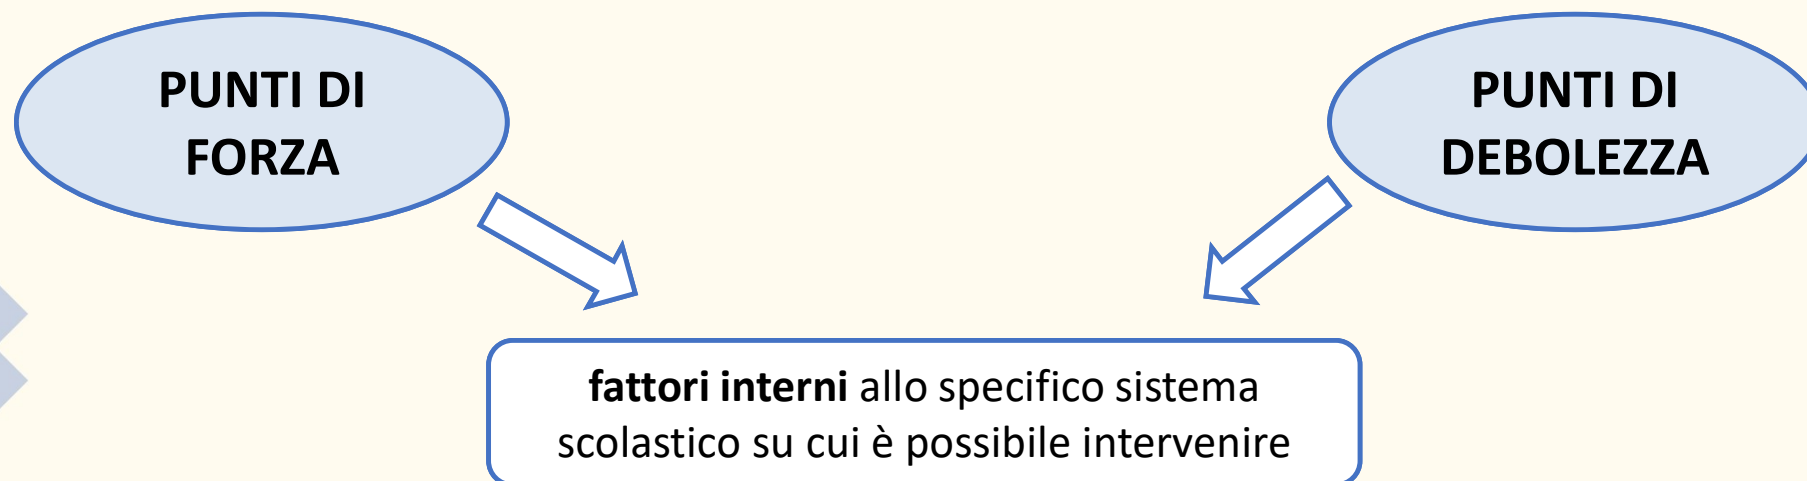 PUNTI DI
FORZA
PUNTI DI
DEBOLEZZA
fattori interni allo specifico sistema
scolastico su cui è possibile intervenire